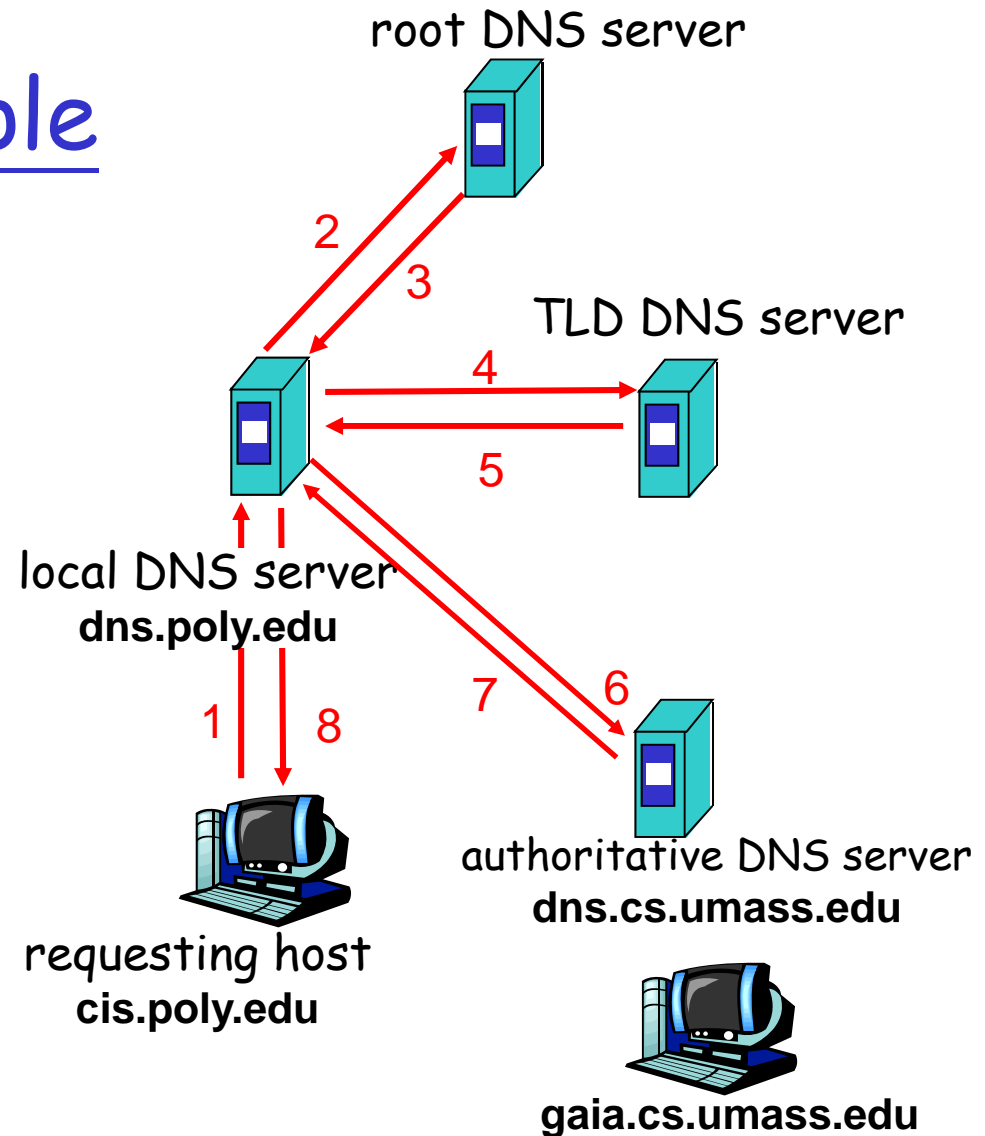 root DNS server
ple
2
3
TLD DNS server
4
5
local DNS server
dns.poly.edu
7
6
1
8
authoritative DNS server
dns.cs.umass.edu
requesting host
cis.poly.edu
gaia.cs.umass.edu